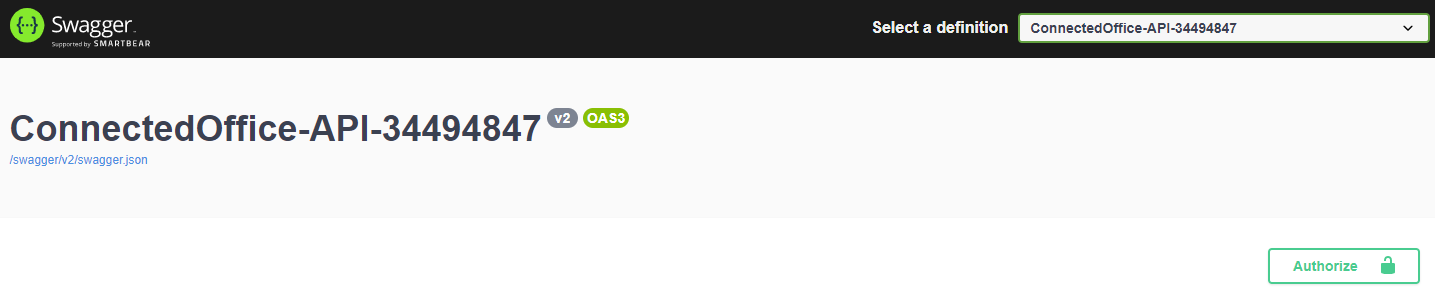 Swagger
Supported by SMARTBEAR
Select a definition
ConnectedOffice-API-34494847
ConnectedOffice-API-34494847 v2 OAS3
/swagger/v2/swagger.json
Authorize